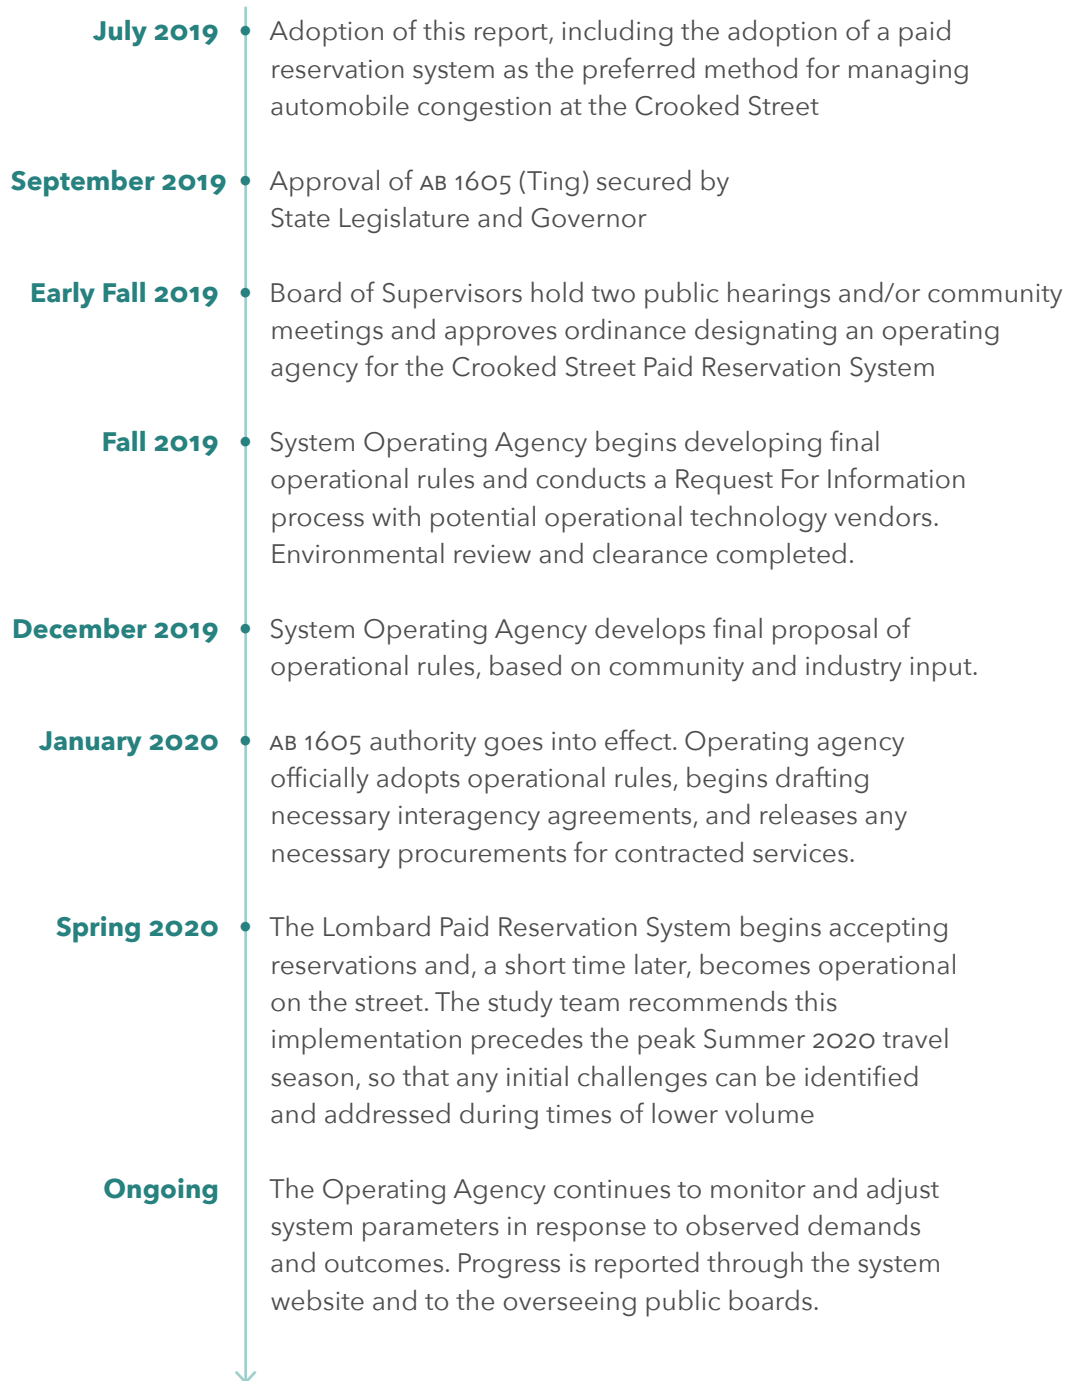 July 2019 Adoption of this report, including the adoption of a paid
reservation system as the preferred method for managing
automobile congestion at the Crooked Street
September 2019 Approval of AB 1605 (Ting) secured by
State Legislature and Governor
Early Fall 2019 Board of Supervisors hold two public hearings and/or community
meetings and approves ordinance designating an operating
agency for the Crooked Street Paid Reservation System
Fall 2019 System Operating Agency begins developing final
operational rules and conducts a Request For Information
process with potential operational technology vendors.
Environmental review and clearance completed.
December 2019 System Operating Agency develops final proposal of
operational rules, based on community and industry input.
January 2020 AB 1605 authority goes into effect. Operating agency
officially adopts operational rules, begins drafting
necessary interagency agreements, and releases any
necessary procurements for contracted services.
Spring 2020 The Lombard Paid Reservation System begins accepting
reservations and, a short time later, becomes operational
on the street. The study team recommends this
implementation precedes the peak Summer 2020 travel
season, so that any initial challenges can be identified
and addressed during times of lower volume
Ongoing The Operating Agency continues to monitor and adjust
system parameters in response to observed demands
and outcomes. Progress is reported through the system
website and to the overseeing public boards.